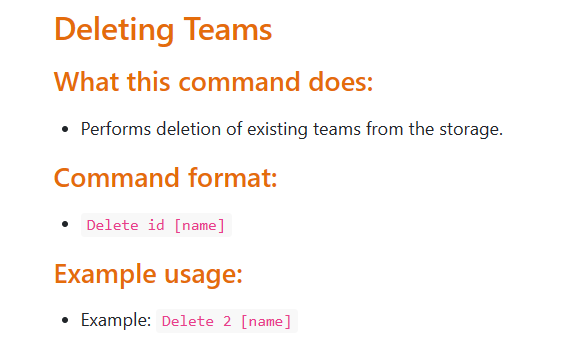 Deleting Teams
What this command does:
Performs deletion of existing teams from the storage.
Command format:
Delete id [name]
Example usage:
Example: Delete 2 [name]